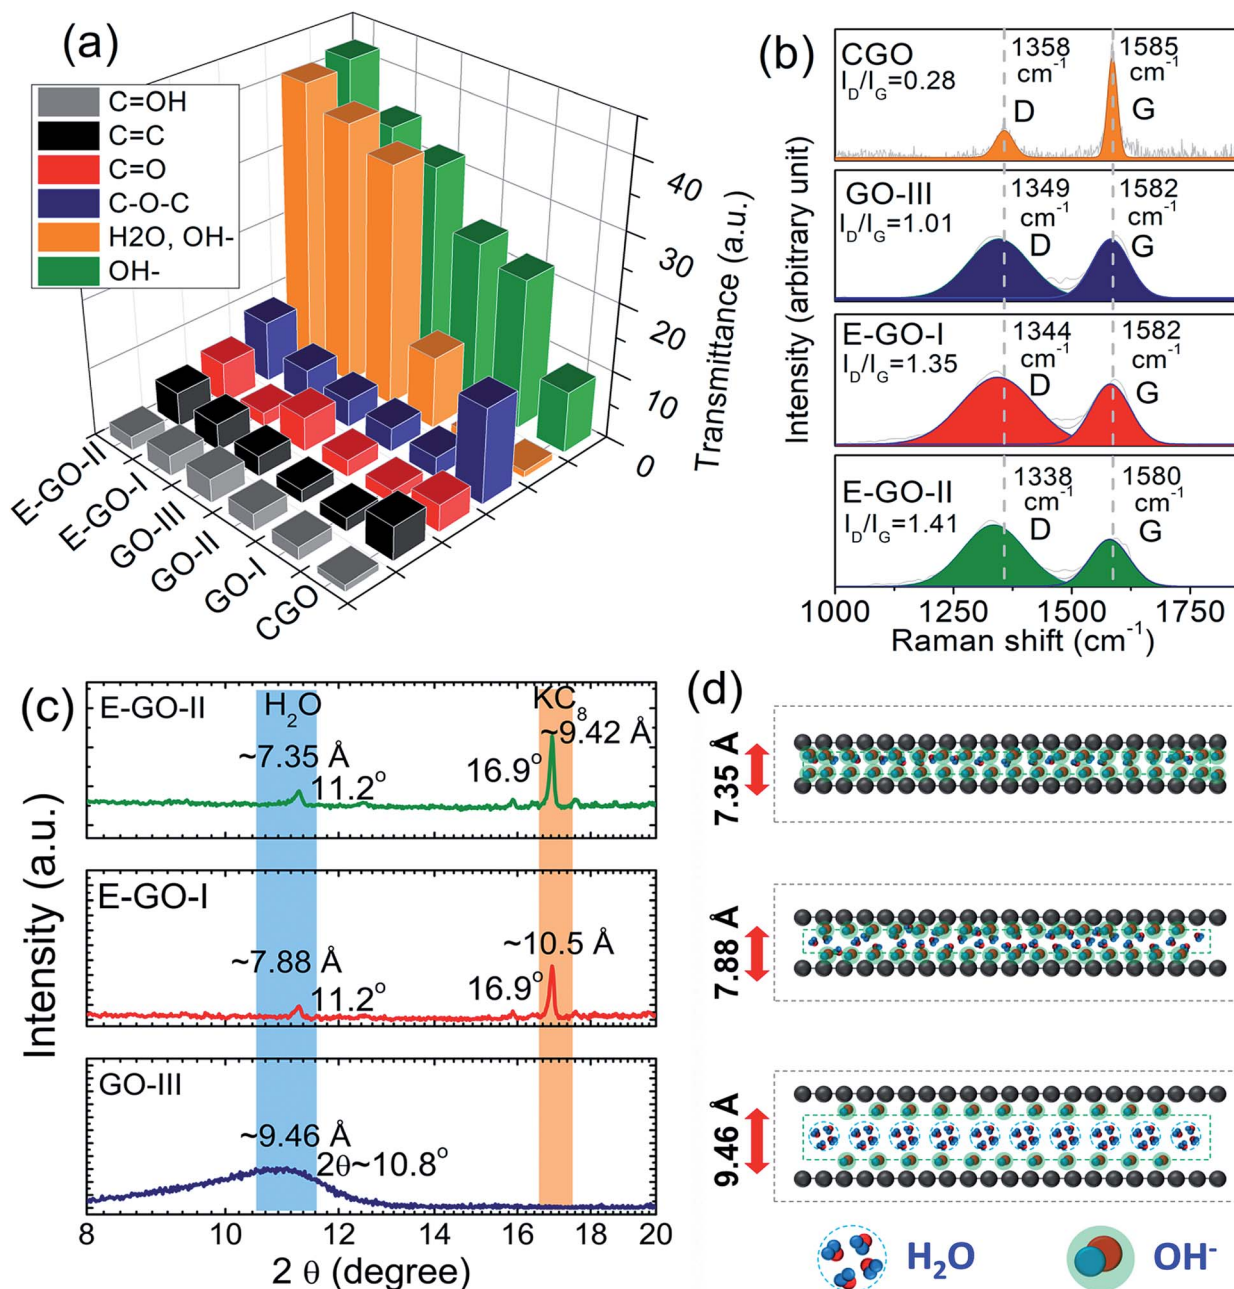 (a)
C=OH
C=C
C=O
C-O-C
H2O, OH-
OH-
40
30
20
10
0
Transmittance (a.u.)
E-GO-II
E-GO-I
GO-III
GO-II
GO-I
CGO
(b)
Intensity (arbitrary unit)
CGO
I_D/I_G=0.28
1358 cm⁻¹
D
1585 cm⁻¹
G
GO-III
I_D/I_G=1.01
1349 cm⁻¹
D
1582 cm⁻¹
G
E-GO-I
I_D/I_G=1.35
1344 cm⁻¹
D
1582 cm⁻¹
G
E-GO-II
I_D/I_G=1.41
1338 cm⁻¹
D
1580 cm⁻¹
G
1000 1250 1500 1750
Raman shift (cm⁻¹)
(c)
Intensity (a.u.)
E-GO-II
H₂O
KC₈
~7.35 Å
~9.42 Å
11.2°
16.9°
E-GO-I
~7.88 Å
~10.5 Å
11.2°
16.9°
GO-III
~9.46 Å
2θ~10.8°
8 10 12 14 16 18 20
2 θ (degree)
(d)
7.35 Å
7.88 Å
9.46 Å
H₂O
OH⁻